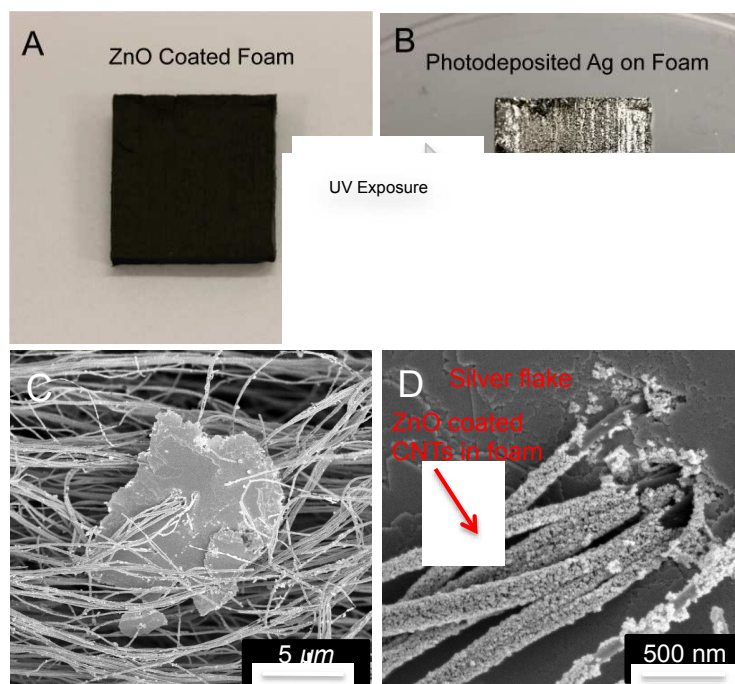 A
ZnO Coated Foam
B
Photodeposited Ag on Foam
UV Exposure
C
5 μm
D
Silver flake
ZnO coated
CNTs in foam
500 nm